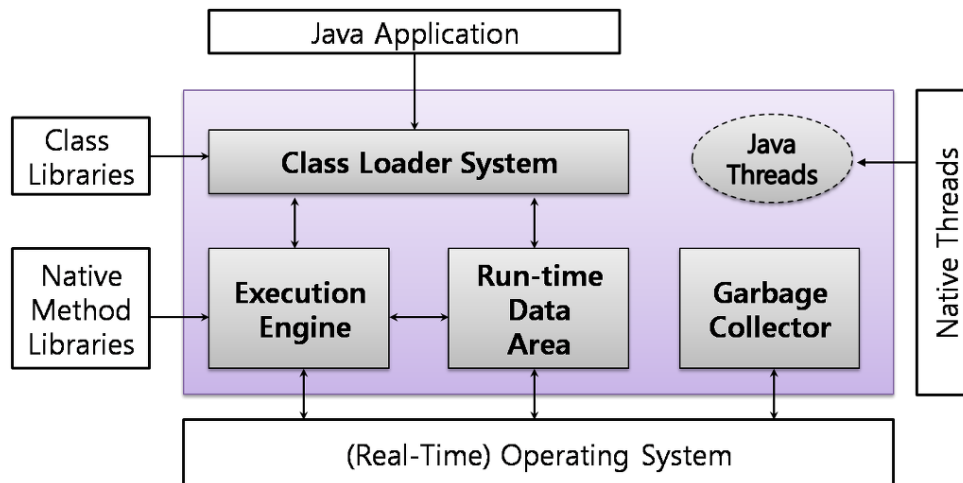 Java Application
Class
Libraries
Class Loader System
Java
Threads
Native Threads
Native
Method
Libraries
Execution
Engine
Run-time
Data
Area
Garbage
Collector
(Real-Time) Operating System